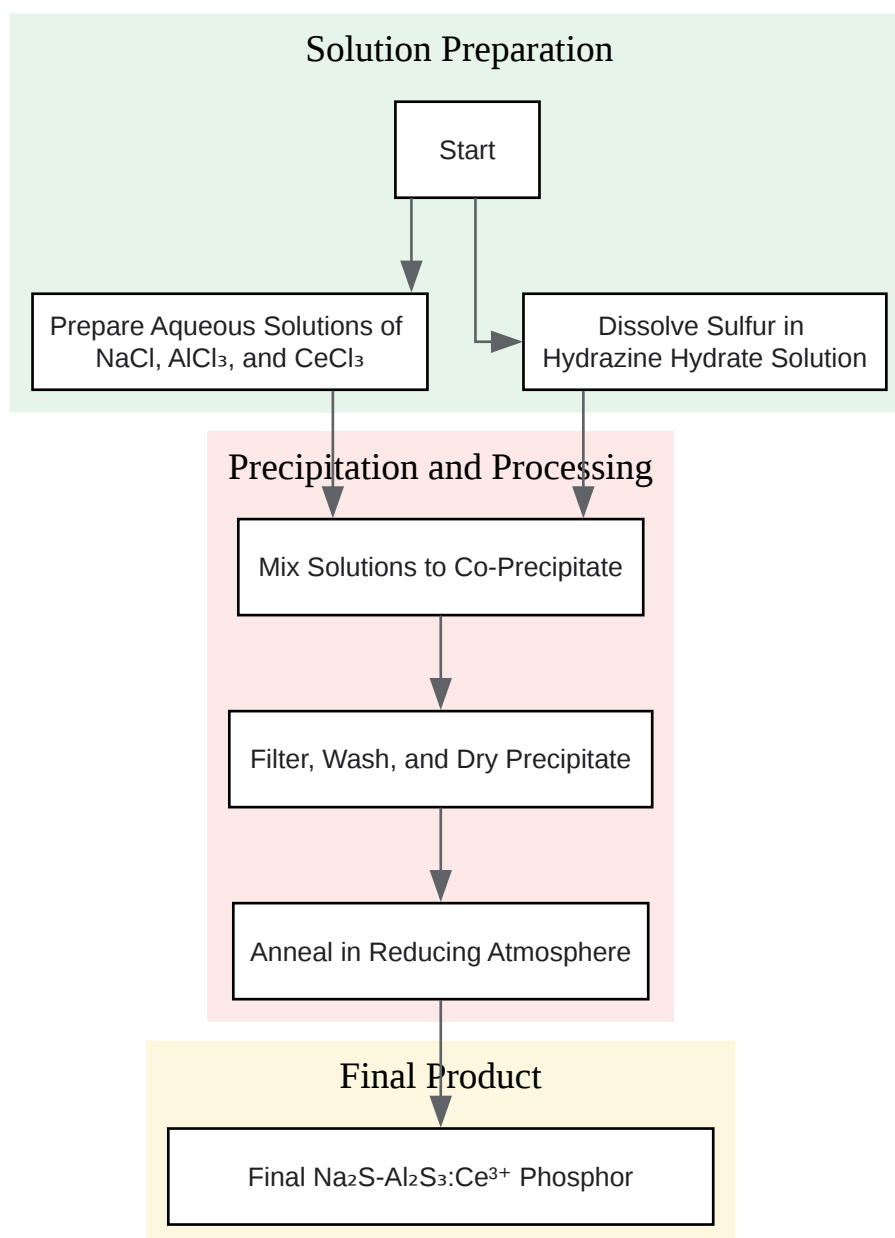 Solution Preparation
Start
Prepare Aqueous Solutions of
NaCl, AlCl₃, and CeCl₃
Dissolve Sulfur in
Hydrazine Hydrate Solution
Precipitation and Processing
Mix Solutions to Co-Precipitate
Filter, Wash, and Dry Precipitate
Anneal in Reducing Atmosphere
Final Product
Final Na₂S-Al₂S₃:Ce³⁺ Phosphor